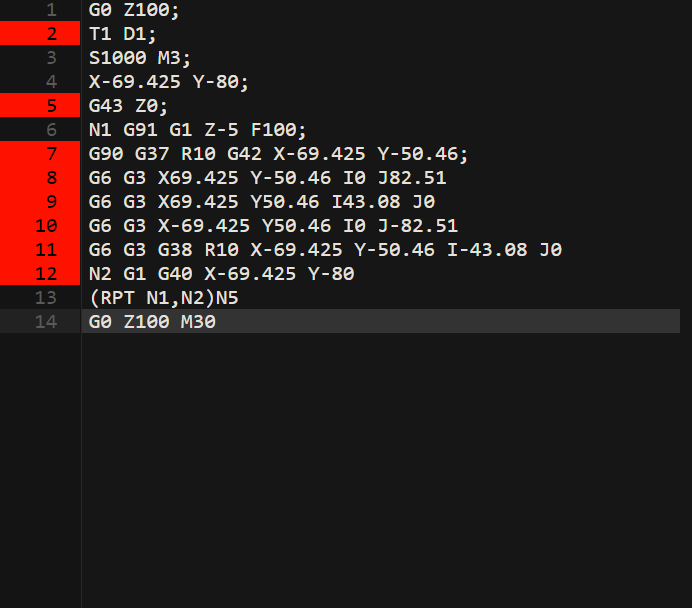 1 G0 Z100;
2 T1 D1;
3 S1000 M3;
4 X-69.425 Y-80;
5 G43 Z0;
6 N1 G91 G1 Z-5 F100;
7 G90 G37 R10 G42 X-69.425 Y-50.46;
8 G6 G3 X69.425 Y-50.46 I0 J82.51
9 G6 G3 X69.425 Y50.46 I43.08 J0
10 G6 G3 X-69.425 Y50.46 I0 J-82.51
11 G6 G3 G38 R10 X-69.425 Y-50.46 I-43.08 J0
12 N2 G1 G40 X-69.425 Y-80
13 (RPT N1,N2)N5
14 G0 Z100 M30